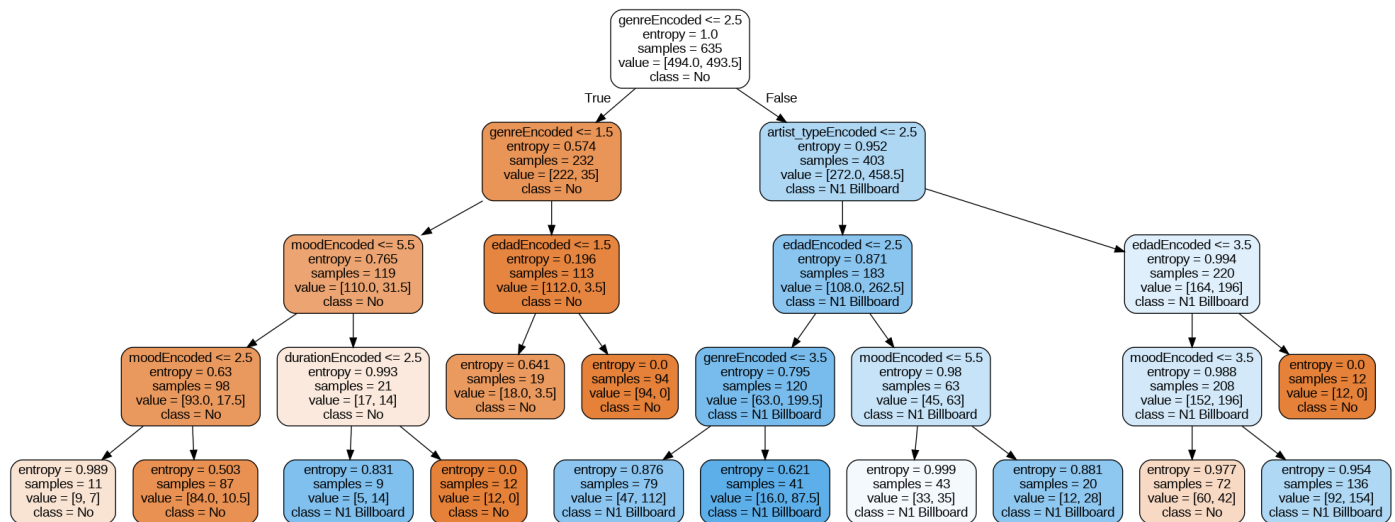 genreEncoded <= 2.5
entropy = 1.0
samples = 635
value = [494.0, 493.5]
class = No
True
False
genreEncoded <= 1.5
entropy = 0.574
samples = 232
value = [222, 35]
class = No
artist_typeEncoded <= 2.5
entropy = 0.952
samples = 403
value = [272.0, 458.5]
class = N1 Billboard
moodEncoded <= 5.5
entropy = 0.765
samples = 119
value = [110.0, 31.5]
class = No
edadEncoded <= 1.5
entropy = 0.196
samples = 113
value = [112.0, 3.5]
class = No
edadEncoded <= 2.5
entropy = 0.871
samples = 183
value = [108.0, 262.5]
class = N1 Billboard
edadEncoded <= 3.5
entropy = 0.994
samples = 220
value = [164, 196]
class = N1 Billboard
moodEncoded <= 2.5
entropy = 0.63
samples = 98
value = [93.0, 17.5]
class = No
durationEncoded <= 2.5
entropy = 0.993
samples = 21
value = [17, 14]
class = No
entropy = 0.641
samples = 19
value = [18.0, 3.5]
class = No
entropy = 0.0
samples = 94
value = [94, 0]
class = No
genreEncoded <= 3.5
entropy = 0.795
samples = 120
value = [63.0, 199.5]
class = N1 Billboard
moodEncoded <= 5.5
entropy = 0.98
samples = 63
value = [45, 63]
class = N1 Billboard
moodEncoded <= 3.5
entropy = 0.988
samples = 208
value = [152, 196]
class = N1 Billboard
entropy = 0.0
samples = 12
value = [12, 0]
class = No
entropy = 0.989
samples = 11
value = [9, 7]
class = No
entropy = 0.503
samples = 87
value = [84.0, 10.5]
class = No
entropy = 0.831
samples = 9
value = [5, 14]
class = N1 Billboard
entropy = 0.0
samples = 12
value = [12, 0]
class = No
entropy = 0.876
samples = 79
value = [47, 112]
class = N1 Billboard
entropy = 0.621
samples = 41
value = [16.0, 87.5]
class = N1 Billboard
entropy = 0.999
samples = 43
value = [33, 35]
class = N1 Billboard
entropy = 0.881
samples = 20
value = [12, 28]
class = N1 Billboard
entropy = 0.977
samples = 72
value = [60, 42]
class = No
entropy = 0.954
samples = 136
value = [92, 154]
class = N1 Billboard